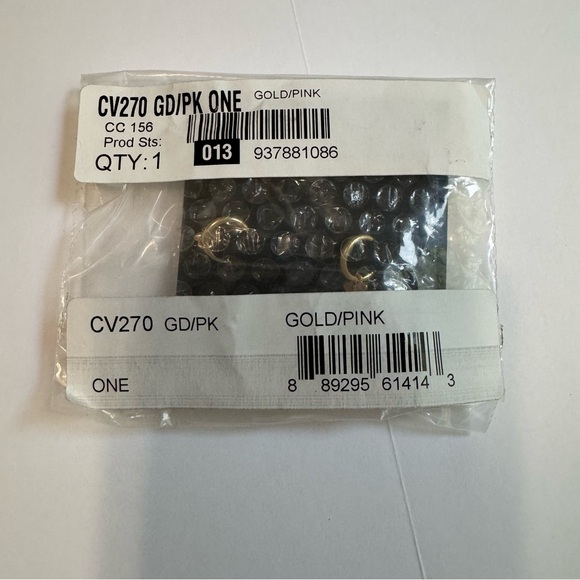 CV270 GD/PK ONE GOLD/PINK
CC 156
Prod Sts:
QTY: 1 013 937881086
CV270 GD/PK GOLD/PINK
ONE 8 89295 61414 3